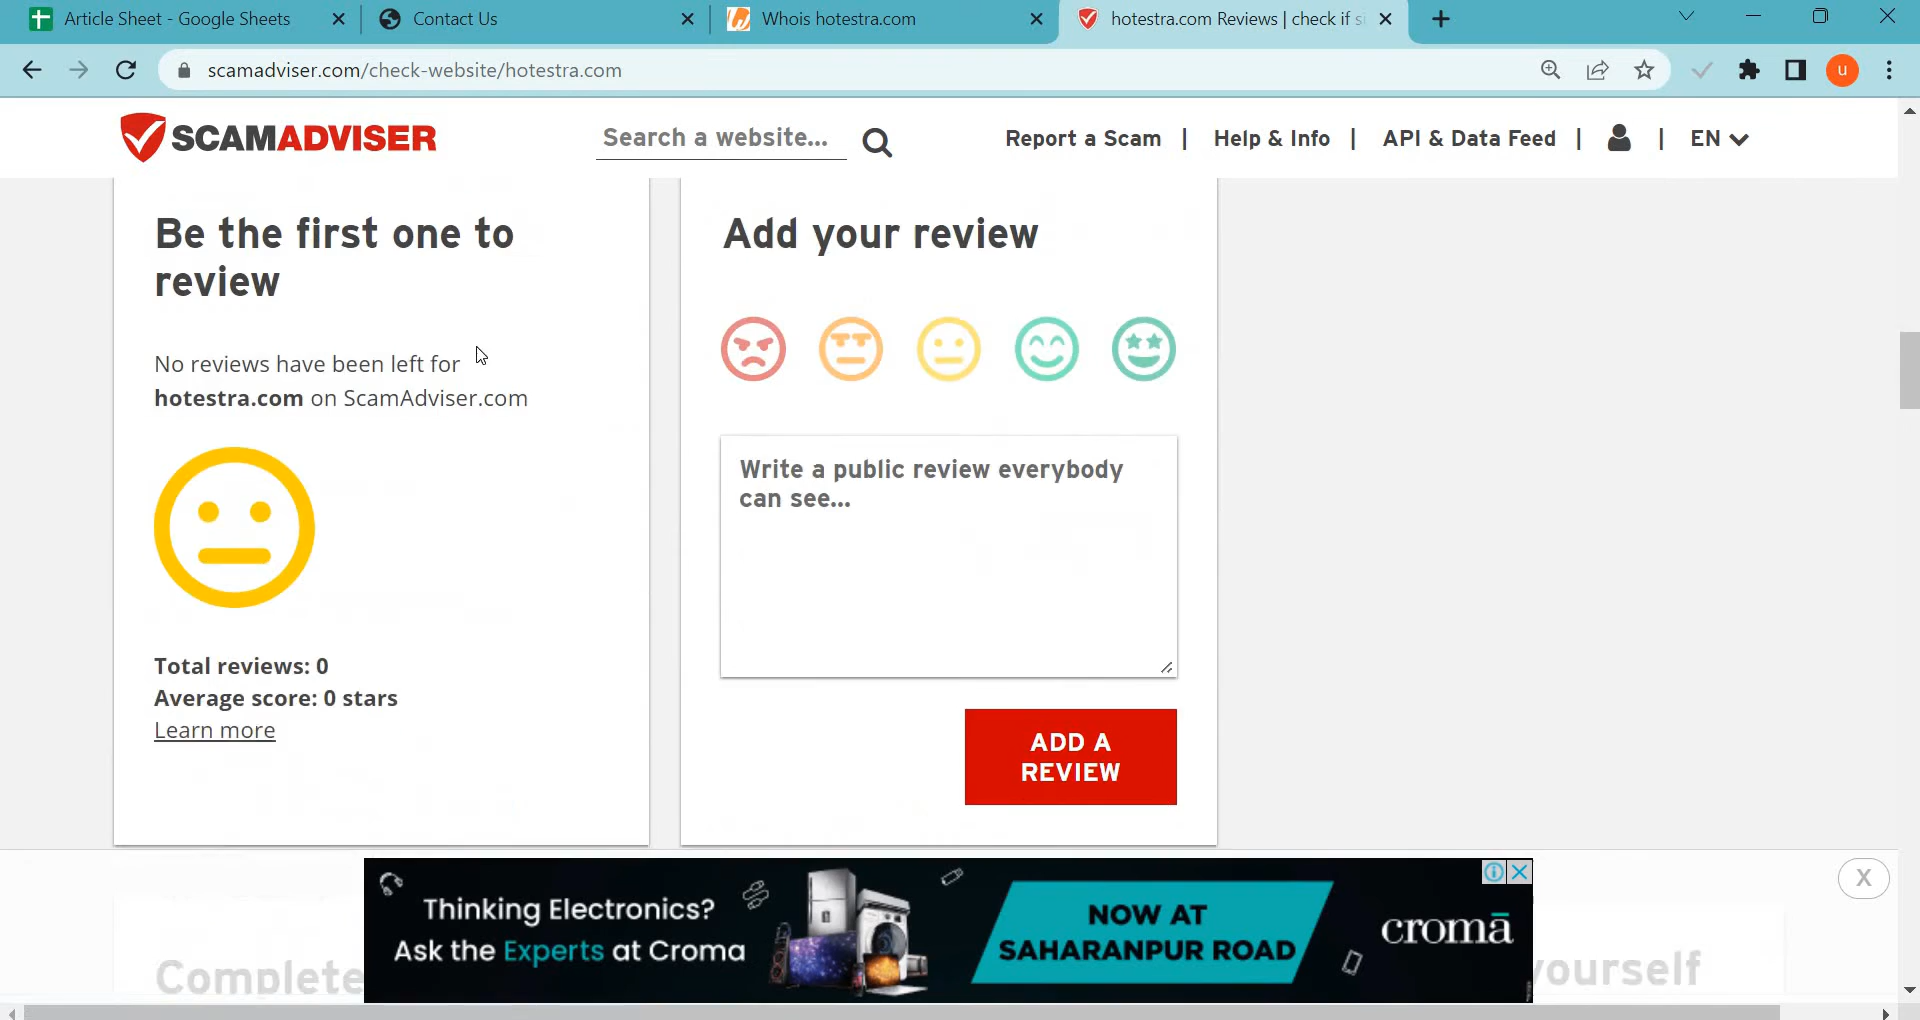 Article Sheet - Google Sheets
Contact Us
Whois hotestra.com
hotestra.com Reviews | check if si
scamadviser.com/check-website/hotestra.com
u
SCAMADVISER
Search a website...
Report a Scam | Help & Info | API & Data Feed | | EN
Be the first one to
review
No reviews have been left for
hotestra.com on ScamAdviser.com
Total reviews: 0
Average score: 0 stars
Learn more
Add your review
Write a public review everybody
can see...
ADD A
REVIEW
Thinking Electronics?
Ask the Experts at Croma
NOW AT
SAHARANPUR ROAD
cromā
X
Complete
yourself